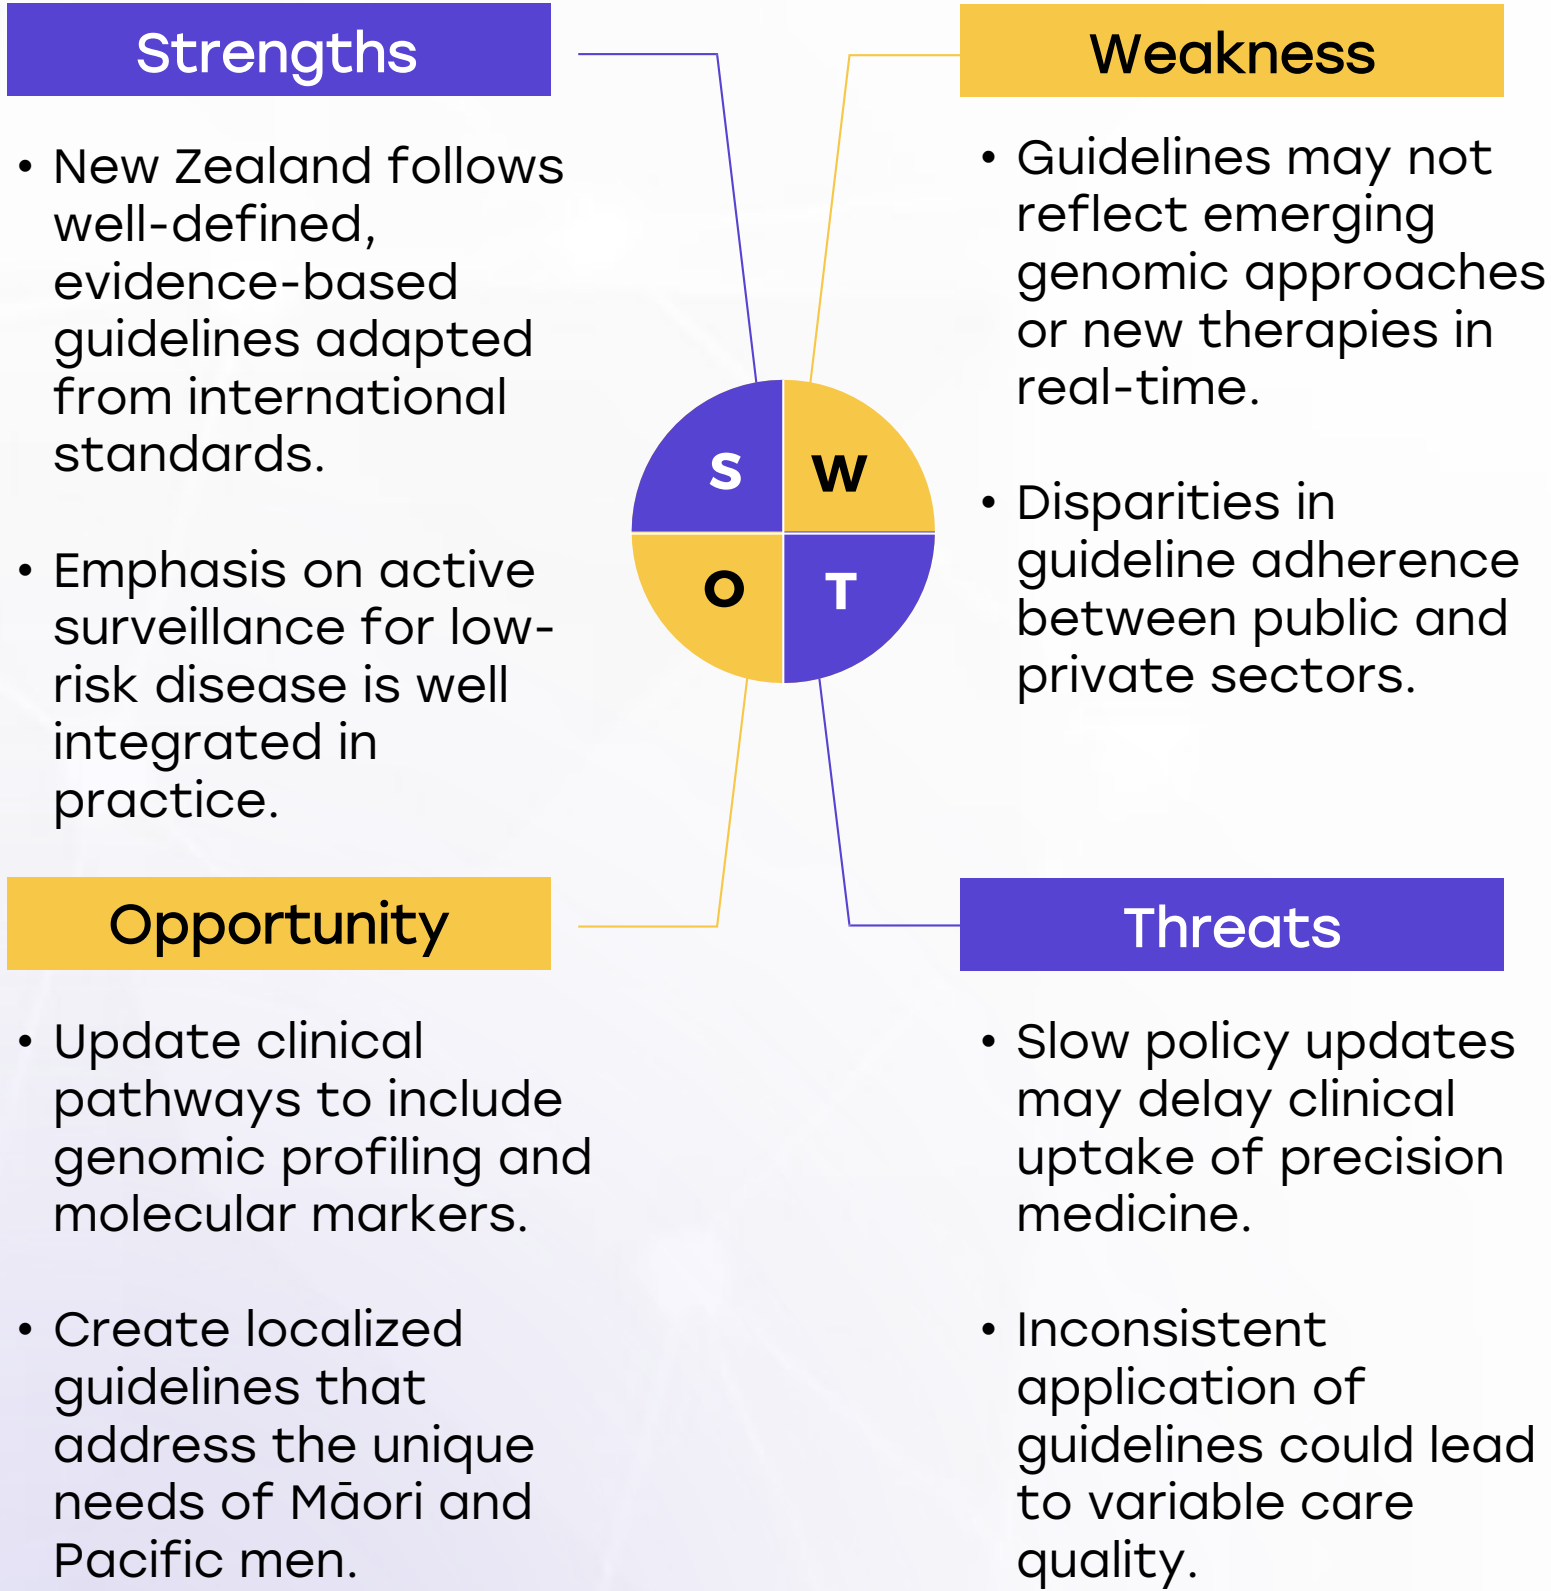 Strengths
• New Zealand follows
well-defined,
evidence-based
guidelines adapted
from international
standards.
• Emphasis on active
surveillance for low-
risk disease is well
integrated in
practice.
Weakness
• Guidelines may not
reflect emerging
genomic approaches
or new therapies in
real-time.
• Disparities in
guideline adherence
between public and
private sectors.
S
W
O
T
Opportunity
• Update clinical
pathways to include
genomic profiling and
molecular markers.
• Create localized
guidelines that
address the unique
needs of Māori and
Pacific men.
Threats
• Slow policy updates
may delay clinical
uptake of precision
medicine.
• Inconsistent
application of
guidelines could lead
to variable care
quality.